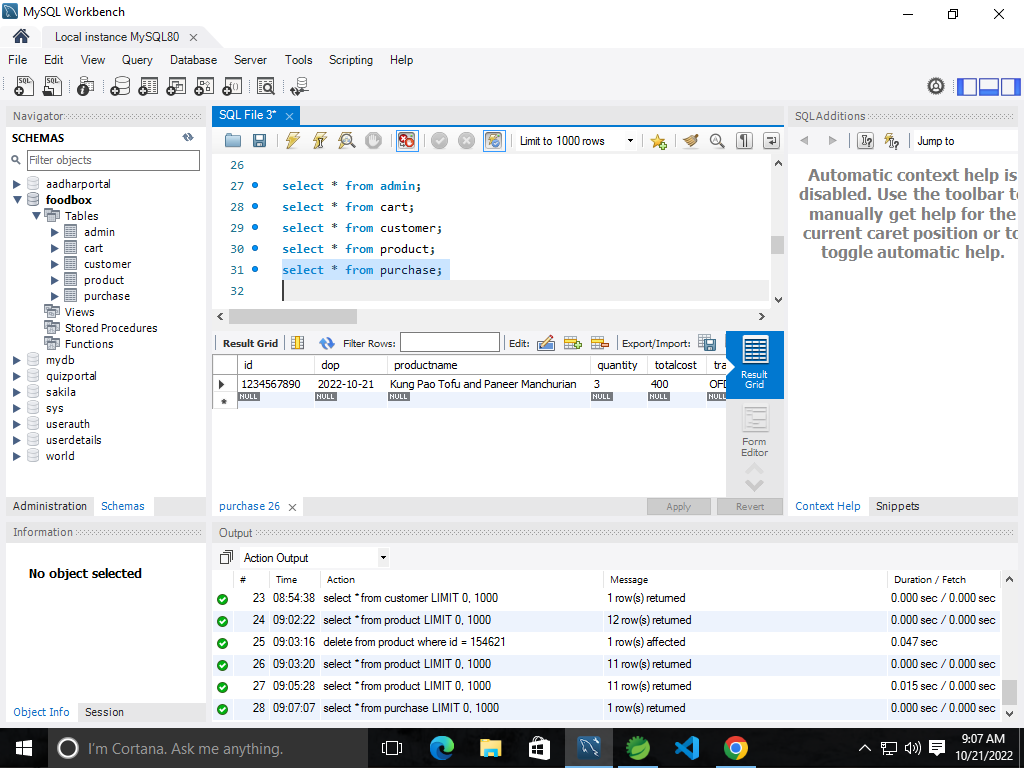 MySQL Workbench
Local instance MySQL80
File Edit View Query Database Server Tools Scripting Help
Navigator
SCHEMAS
Filter objects
aadharportal
foodbox
Tables
admin
cart
customer
product
purchase
Views
Stored Procedures
Functions
mydb
quizportal
sakila
sys
userauth
userdetails
world
Administration Schemas
Information
No object selected
Object Info Session
SQL File 3*
Limit to 1000 rows
26
27 select * from admin;
28 select * from cart;
29 select * from customer;
30 select * from product;
31 select * from purchase;
32
Result Grid Filter Rows: Edit: Export/Import:
id dop productname quantity totalcost tra
1234567890 2022-10-21 Kung Pao Tofu and Paneer Manchurian 3 400 OFD
NULL NULL NULL NULL NULL NULL
Result Grid
Form Editor
purchase 26 Apply Revert
SQLAdditions
Jump to
Automatic context help is
disabled. Use the toolbar to
manually get help for the
current caret position or to
toggle automatic help.
Context Help Snippets
Output
Action Output
# Time Action Message Duration / Fetch
23 08:54:38 select * from customer LIMIT 0, 1000 1 row(s) returned 0.000 sec / 0.000 sec
24 09:02:22 select * from product LIMIT 0, 1000 12 row(s) returned 0.000 sec / 0.000 sec
25 09:03:16 delete from product where id = 154621 1 row(s) affected 0.047 sec
26 09:03:20 select * from product LIMIT 0, 1000 11 row(s) returned 0.000 sec / 0.000 sec
27 09:05:28 select * from product LIMIT 0, 1000 11 row(s) returned 0.015 sec / 0.000 sec
28 09:07:07 select * from purchase LIMIT 0, 1000 1 row(s) returned 0.000 sec / 0.000 sec
I'm Cortana. Ask me anything.
9:07 AM
10/21/2022